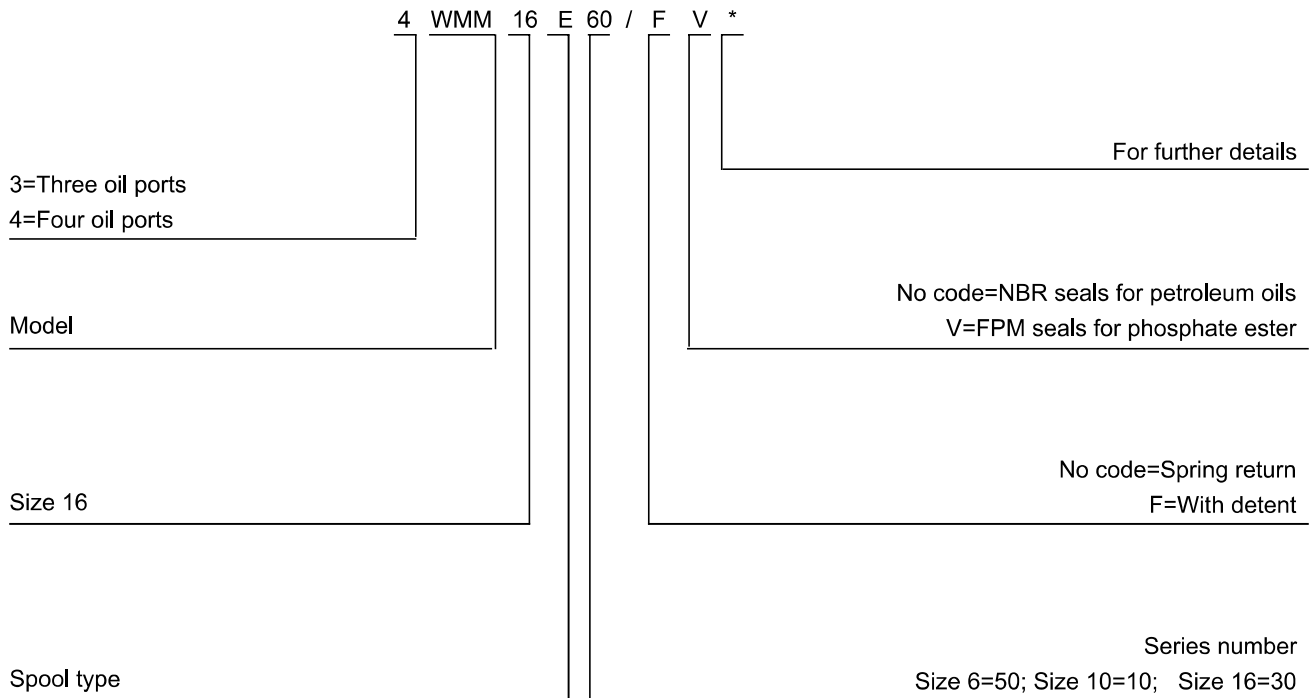 4 WMM 16 E 60 / F V *
For further details
3=Three oil ports
4=Four oil ports
No code=NBR seals for petroleum oils
V=FPM seals for phosphate ester
Model
No code=Spring return
F=With detent
Size 16
Series number
Size 6=50; Size 10=10; Size 16=30
Spool type